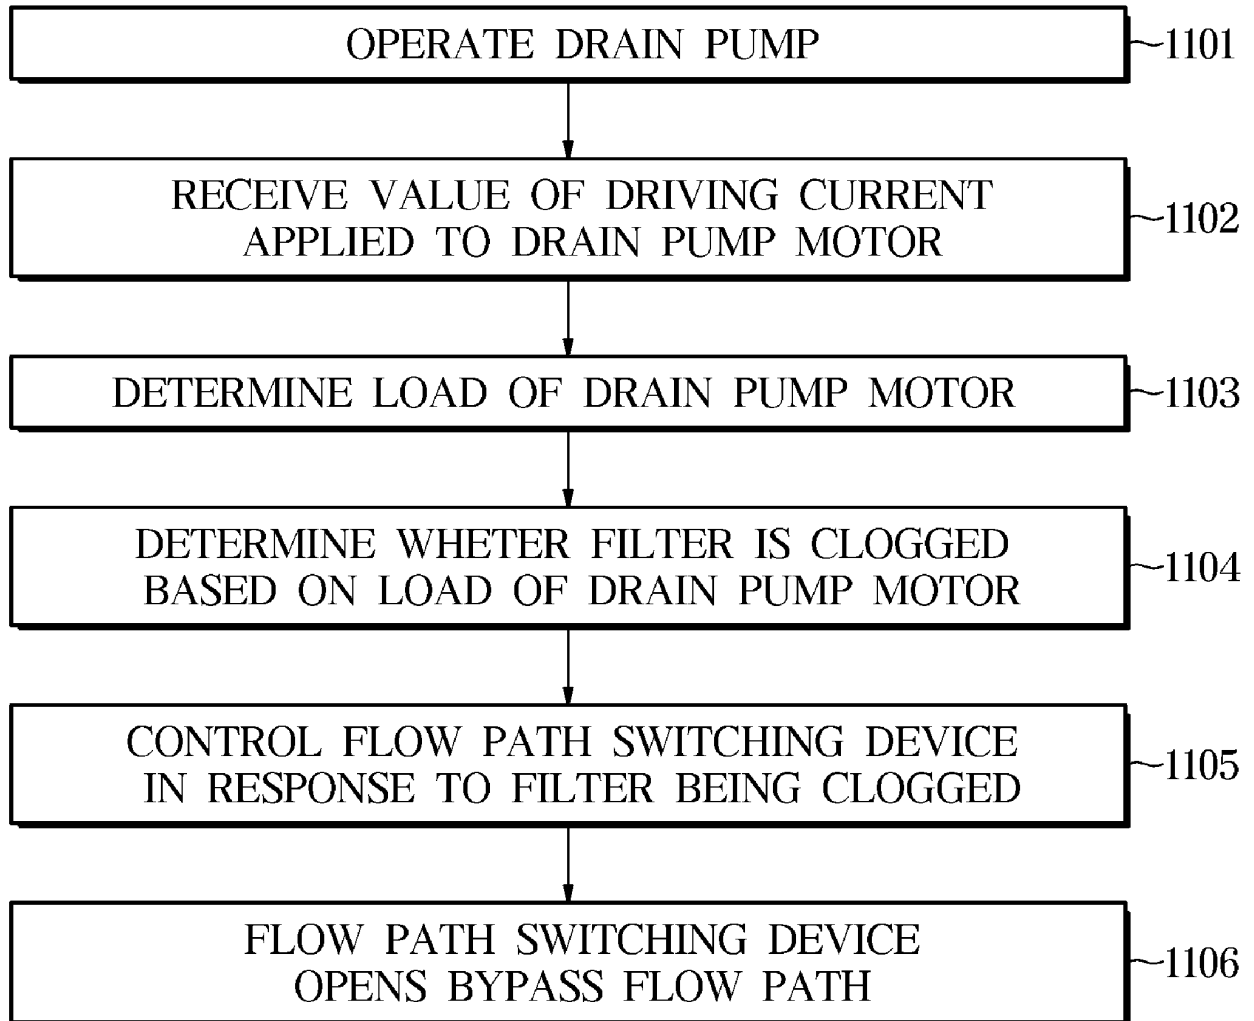 OPERATE DRAIN PUMP
1101
RECEIVE VALUE OF DRIVING CURRENT
APPLIED TO DRAIN PUMP MOTOR
1102
DETERMINE LOAD OF DRAIN PUMP MOTOR
1103
DETERMINE WHETER FILTER IS CLOGGED
BASED ON LOAD OF DRAIN PUMP MOTOR
1104
CONTROL FLOW PATH SWITCHING DEVICE
IN RESPONSE TO FILTER BEING CLOGGED
1105
FLOW PATH SWITCHING DEVICE
OPENS BYPASS FLOW PATH
1106